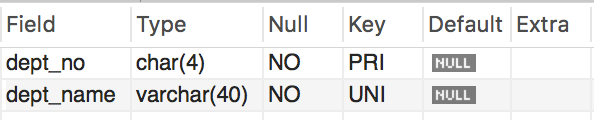 Field Type Null Key Default Extra
dept_no char(4) NO PRI NULL
dept_name varchar(40) NO UNI NULL